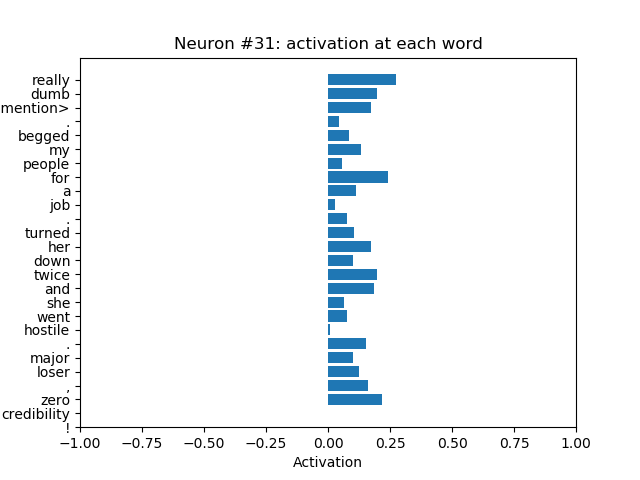 Neuron #31: activation at each word
really
dumb
mention>
.
begged
my
people
for
a
job
.
turned
her
down
twice
and
she
went
hostile
.
major
loser
,
zero
credibility
!
−1.00 −0.75 −0.50 −0.25 0.00 0.25 0.50 0.75 1.00
Activation